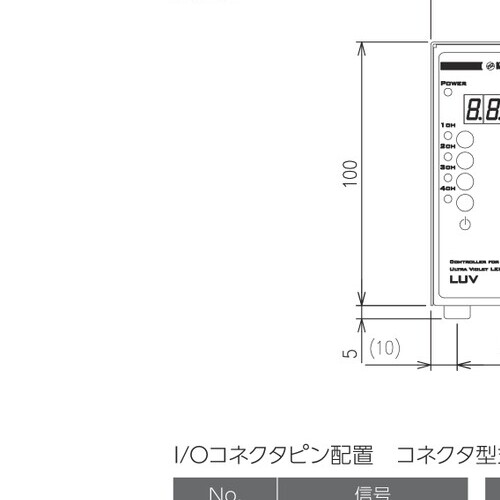 POWER
8.8.
1CH
2CH
3CH
4CH
100
CONTROLLER FOR
ULTRA VIOLET LE
LUV
5
(10)
I/Oコネクタピン配置 コネクタ型
No
信号